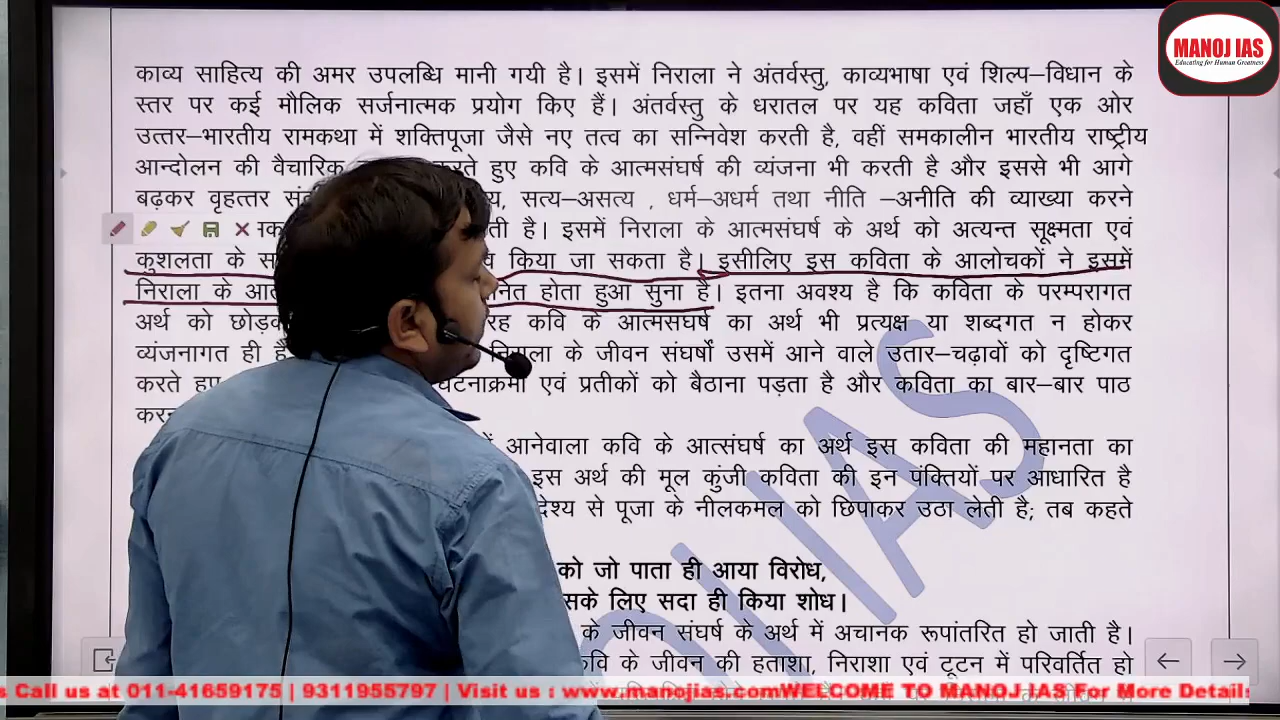 MANOJ IAS
Educating for Human Greatness
काव्य साहित्य की अमर उपलब्धि मानी गयी है। इसमें निराला ने अंतर्वस्तु, काव्यभाषा एवं शिल्प–विधान के
स्तर पर कई मौलिक सर्जनात्मक प्रयोग किए हैं। अंतर्वस्तु के धरातल पर यह कविता जहाँ एक ओर
उत्तर–भारतीय रामकथा में शक्तिपूजा जैसे नए तत्व का सन्निवेश करती है, वहीं समकालीन भारतीय राष्ट्रीय
आन्दोलन की वैचारिक करते हुए कवि के आत्मसंघर्ष की व्यंजना भी करती है और इससे भी आगे
बढ़कर वृहत्तर सत्य–असत्य , धर्म–अधर्म तथा नीति –अनीति की व्याख्या करने
है। इसमें निराला के आत्मसंघर्ष के अर्थ को अत्यन्त सूक्ष्मता एवं
कुशलता के किया जा सकता है। इसीलिए इस कविता के आलोचकों ने इसमें
निराला के होता हुआ सुना है। इतना अवश्य है कि कविता के परम्परागत
अर्थ को कवि के आत्मसंघर्ष का अर्थ भी प्रत्यक्ष या शब्दगत न होकर
व्यंजनागत ही निराला के जीवन संघर्षों उसमें आने वाले उतार–चढ़ावों को दृष्टिगत
करते हुए एवं प्रतीकों को बैठाना पड़ता है और कविता का बार–बार पाठ
आनेवाला कवि के आत्संघर्ष का अर्थ इस कविता की महानता का
इस अर्थ की मूल कुंजी कविता की इन पंक्तियों पर आधारित है
से पूजा के नीलकमल को छिपाकर उठा लेती है; तब कहते
को जो पाता ही आया विरोध,
लिए सदा ही किया शोध।
के जीवन संघर्ष के अर्थ में अचानक रूपांतरित हो जाती है।
के जीवन की हताशा, निराशा एवं टूटन में परिवर्तित हो
s Call us at 011-41659175 | 9311955797 | Visit us : www.manojias.comWELCOME TO MANOJ IAS For More Details